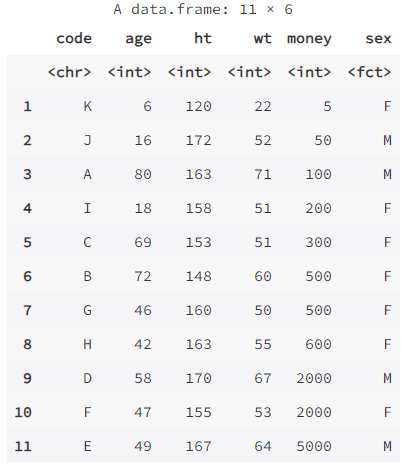 A data.frame: 11 × 6
code age ht wt money sex
<chr> <int> <int> <int> <int> <fct>
1 K 6 120 22 5 F
2 J 16 172 52 50 M
3 A 80 163 71 100 M
4 I 18 158 51 200 F
5 C 69 153 51 300 F
6 B 72 148 60 500 F
7 G 46 160 50 500 F
8 H 42 163 55 600 F
9 D 58 170 67 2000 M
10 F 47 155 53 2000 F
11 E 49 167 64 5000 M